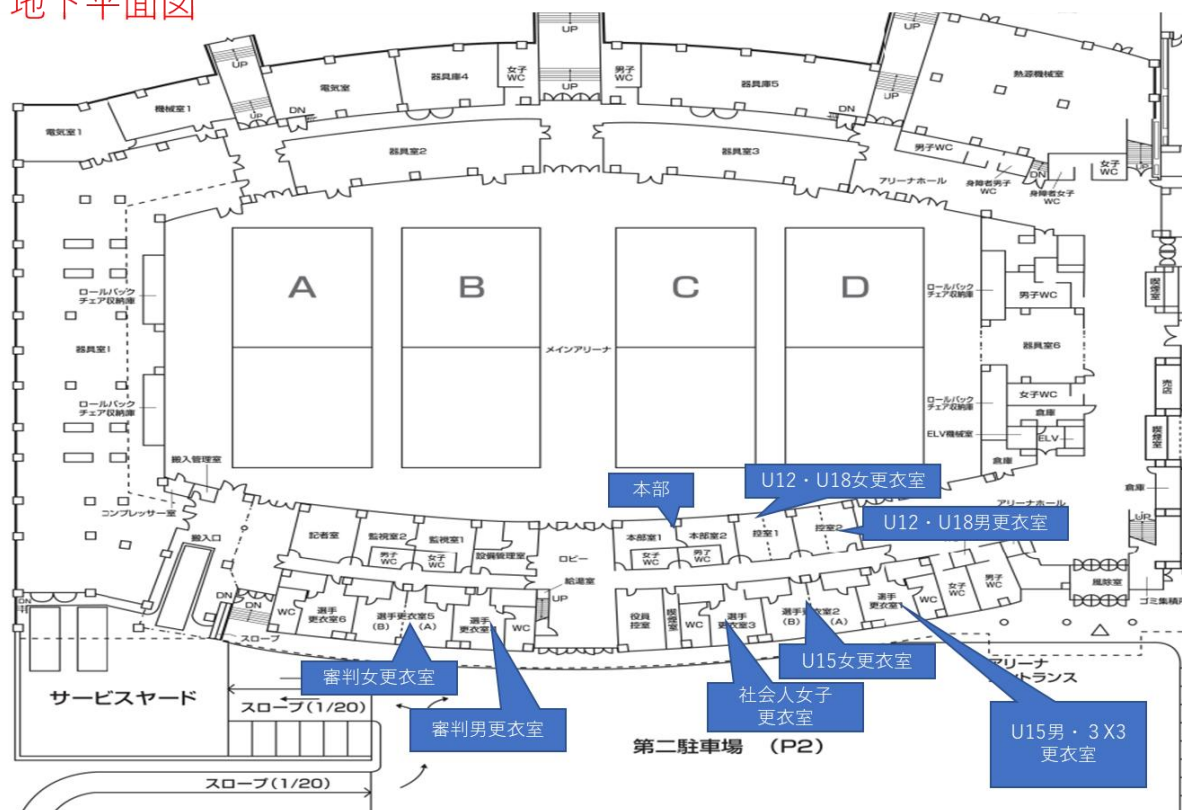 地下平面図
UP
UP
UP
UP
UP
UP
器具庫4
女子
WC
男子
WC
器具庫5
熱源機械室
電気室
機械室1
電気室1
DN
DN
器具室2
器具室3
男子WC
アリーナホール
身障者男子
WC
DN
身障者女子
WC
女子
WC
UP
A
B
C
D
ロールバック
チェア収納庫
ロールバック
チェア収納庫
男子WC
喫煙室
器具室1
メインアリーナ
器具室6
ロールバック
チェア収納庫
ロールバック
チェア収納庫
女子WC
倉庫
売店
ELV機械室
ELV
喫煙室
倉庫
搬入管理室
本部
U12・U18女更衣室
U12・U18男更衣室
アリーナホール
倉庫
UP
コンプレッサー室
搬入口
記者室
監視室2
監視室1
男子
WC
女子
WC
設備管理室
ロビー
本部室1
本部室2
女子
WC
男子
WC
控室1
控室2
給湯室
UP
DN
DN
DN
WC
選手
更衣室6
選手更衣室5
(B)
(A)
選手
更衣室
WC
役員
控室
喫煙室
WC
選手
更衣室3
選手更衣室2
(B)
(A)
選手
更衣室1
WC
女子
WC
男子
WC
風除室
ゴミ集積所
スロープ
サービスヤード
スロープ(1/20)
審判女更衣室
審判男更衣室
社会人女子
更衣室
U15女更衣室
アリーナ
ントランス
U15男・３X3
更衣室
第二駐車場 (P2)
スロープ(1/20)